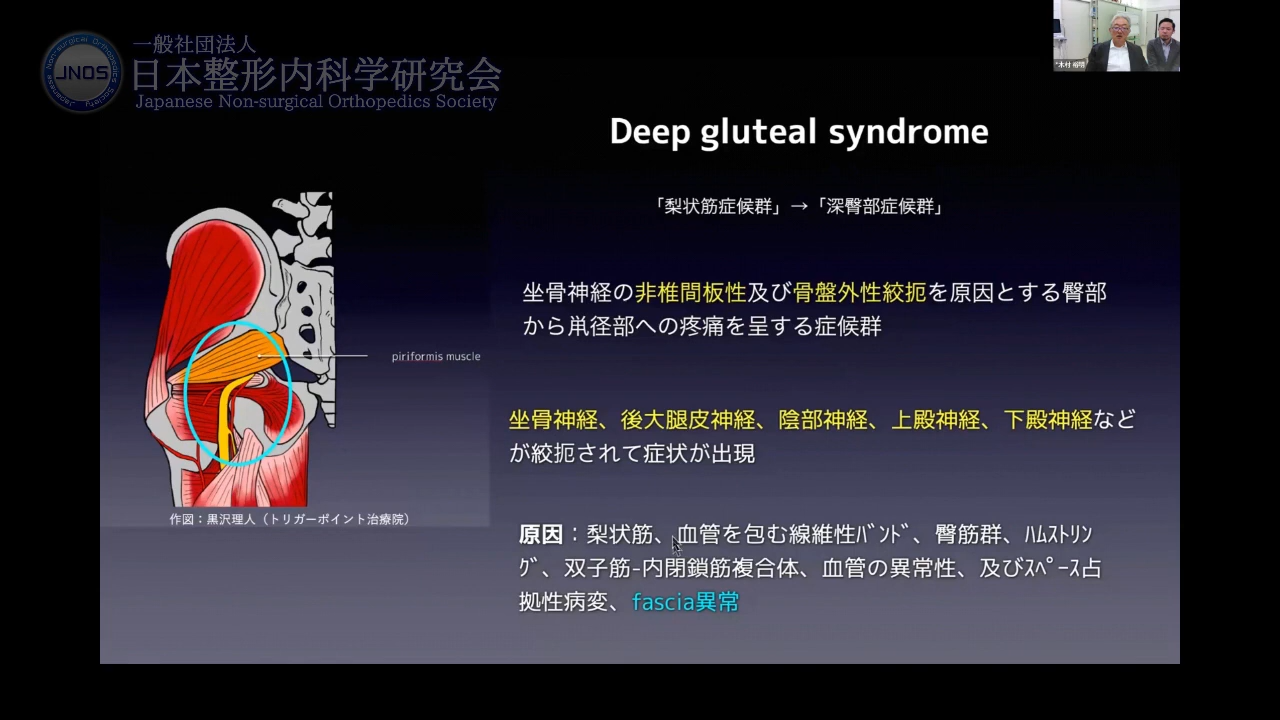 一般社団法人
日本整形内科学研究会
Japanese Non-surgical Orthopedics Society
JNOS
Non-surgical Orthopedics
Japanese Society
*木村 裕明
Deep gluteal syndrome
「梨状筋症候群」→「深臀部症候群」
坐骨神経の非椎間板性及び骨盤外性絞扼を原因とする臀部
から鼡径部への疼痛を呈する症候群
piriformis muscle
坐骨神経、後大腿皮神経、陰部神経、上殿神経、下殿神経など
が絞扼されて症状が出現
作図：黒沢理人（トリガーポイント治療院）
原因：梨状筋、血管を包む線維性ﾊﾞﾝﾄﾞ、臀筋群、ﾊﾑｽﾄﾘﾝ
ｸﾞ、双子筋-内閉鎖筋複合体、血管の異常性、及びｽﾍﾟｰｽ占
拠性病変、fascia異常